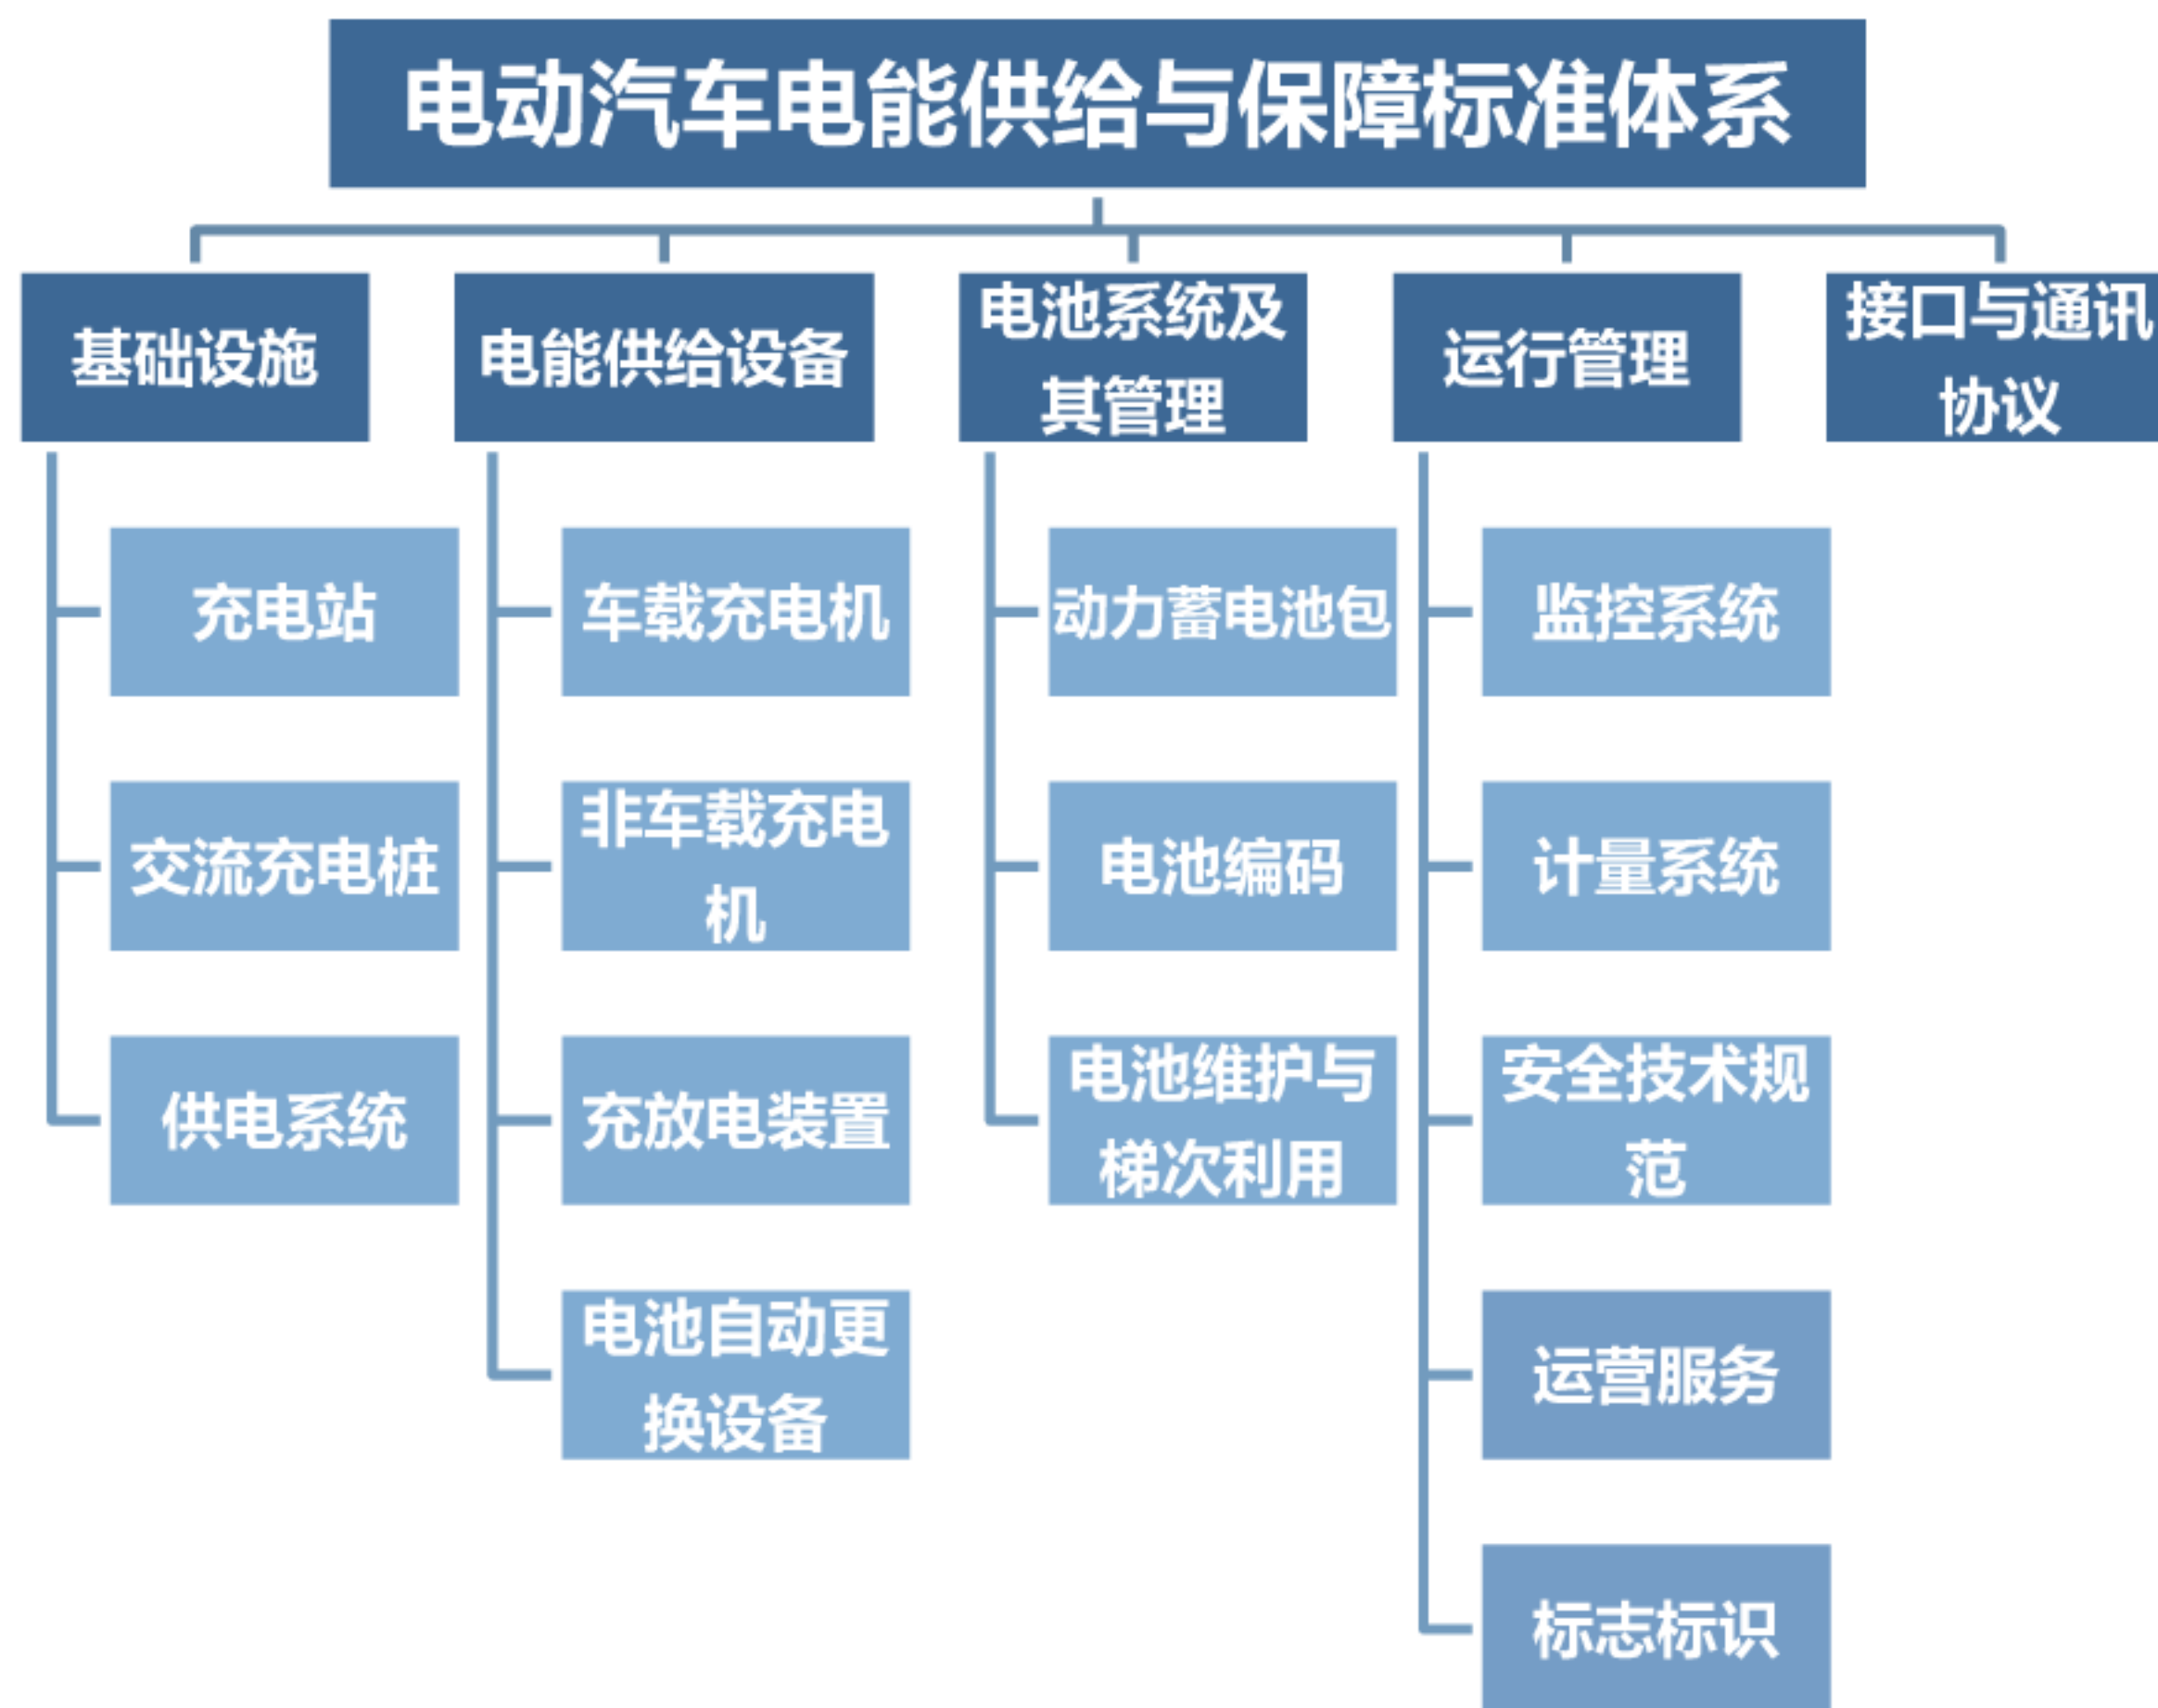 电动汽车电能供给与保障标准体系
基础设施
电能供给设备
电池系统及
其管理
运行管理
接口与通讯
协议
充电站
交流充电桩
供电系统
车载充电机
非车载充电
机
充放电装置
电池自动更
换设备
动力蓄电池包
电池编码
电池维护与
梯次利用
监控系统
计量系统
安全技术规
范
运营服务
标志标识